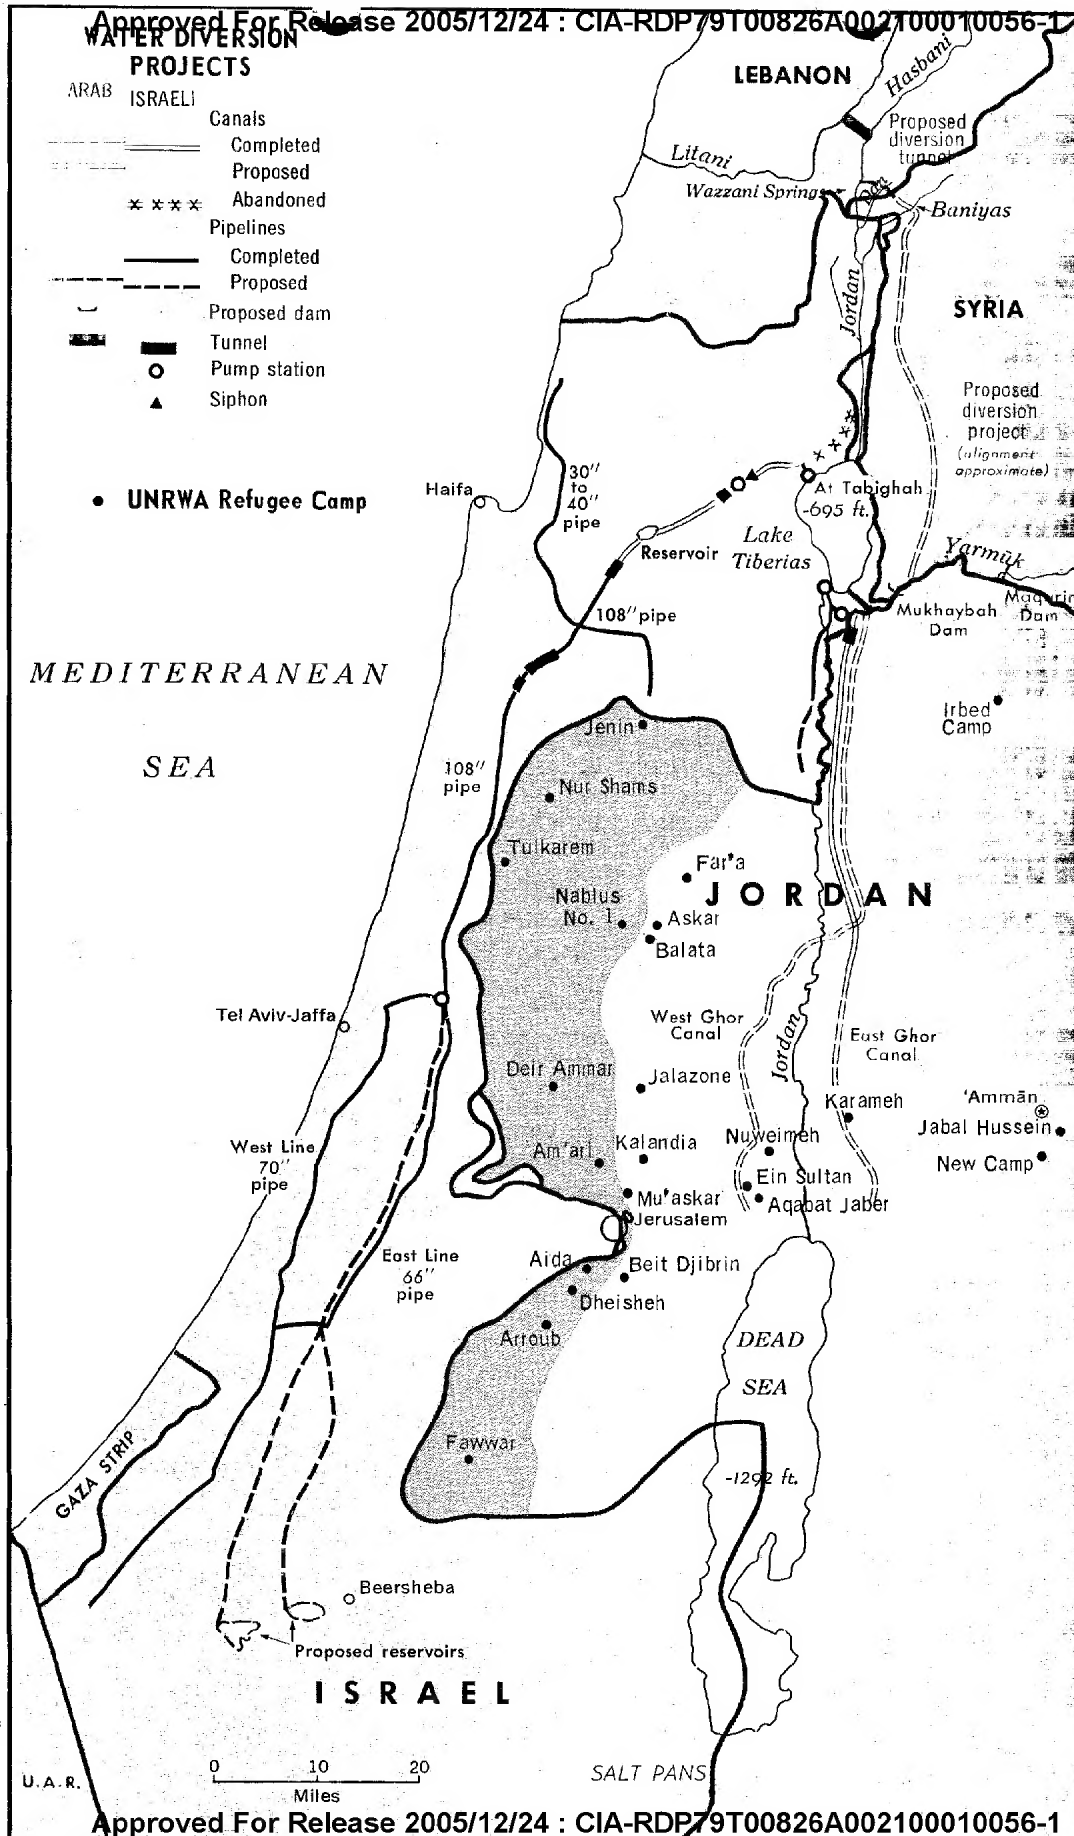 Approved For Release 2005/12/24 : CIA-RDP79T00826A002100010056-1
WATER DIVERSION
PROJECTS
ARAB ISRAELI
Canals
Completed
Proposed
Abandoned
Pipelines
Completed
Proposed
Proposed dam
Tunnel
Pump station
Siphon
UNRWA Refugee Camp
LEBANON
Hasbani
Proposed
diversion
tunnel
Litani
Wazzani Springs
Dan
Baniyas
Jordan
SYRIA
Proposed
diversion
project
(alignment
approximate)
Haifa
30"
to
40"
pipe
At Tabighah
-695 ft.
Lake
Tiberias
Reservoir
Yarmūk
108" pipe
Mukhaybah
Dam
Maqarin
Dam
MEDITERRANEAN
SEA
Irbed
Camp
Jenin
108"
pipe
Nur Shams
Tulkarem
Far'a
JORDAN
Nablus
No. 1
Askar
Balata
Tel Aviv-Jaffa
West Ghor
Canal
Jordan
East Ghor
Canal
Deir Ammar
Jalazone
Karameh
'Ammān
Jabal Hussein
New Camp
West Line
70"
pipe
Am'ari
Kalandia
Nuweimeh
Ein Sultan
Aqabat Jaber
Mu'askar
Jerusalem
East Line
66"
pipe
Aida
Beit Djibrin
Dheisheh
Arroub
DEAD
SEA
Fawwar
-1292 ft.
GAZA STRIP
Beersheba
Proposed reservoirs
ISRAEL
U.A.R.
0 10 20
Miles
SALT PANS
Approved For Release 2005/12/24 : CIA-RDP79T00826A002100010056-1